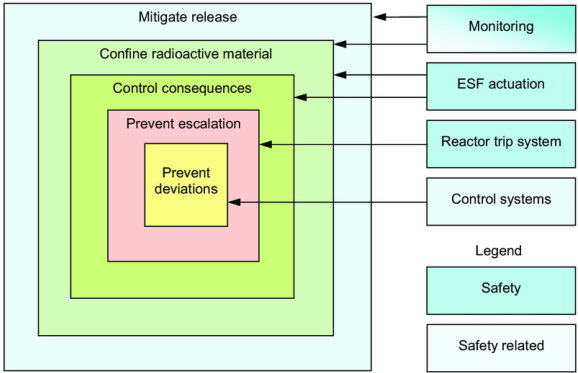 Mitigate release
Confine radioactive material
Control consequences
Prevent escalation
Prevent
deviations
Monitoring
ESF actuation
Reactor trip system
Control systems
Legend
Safety
Safety related